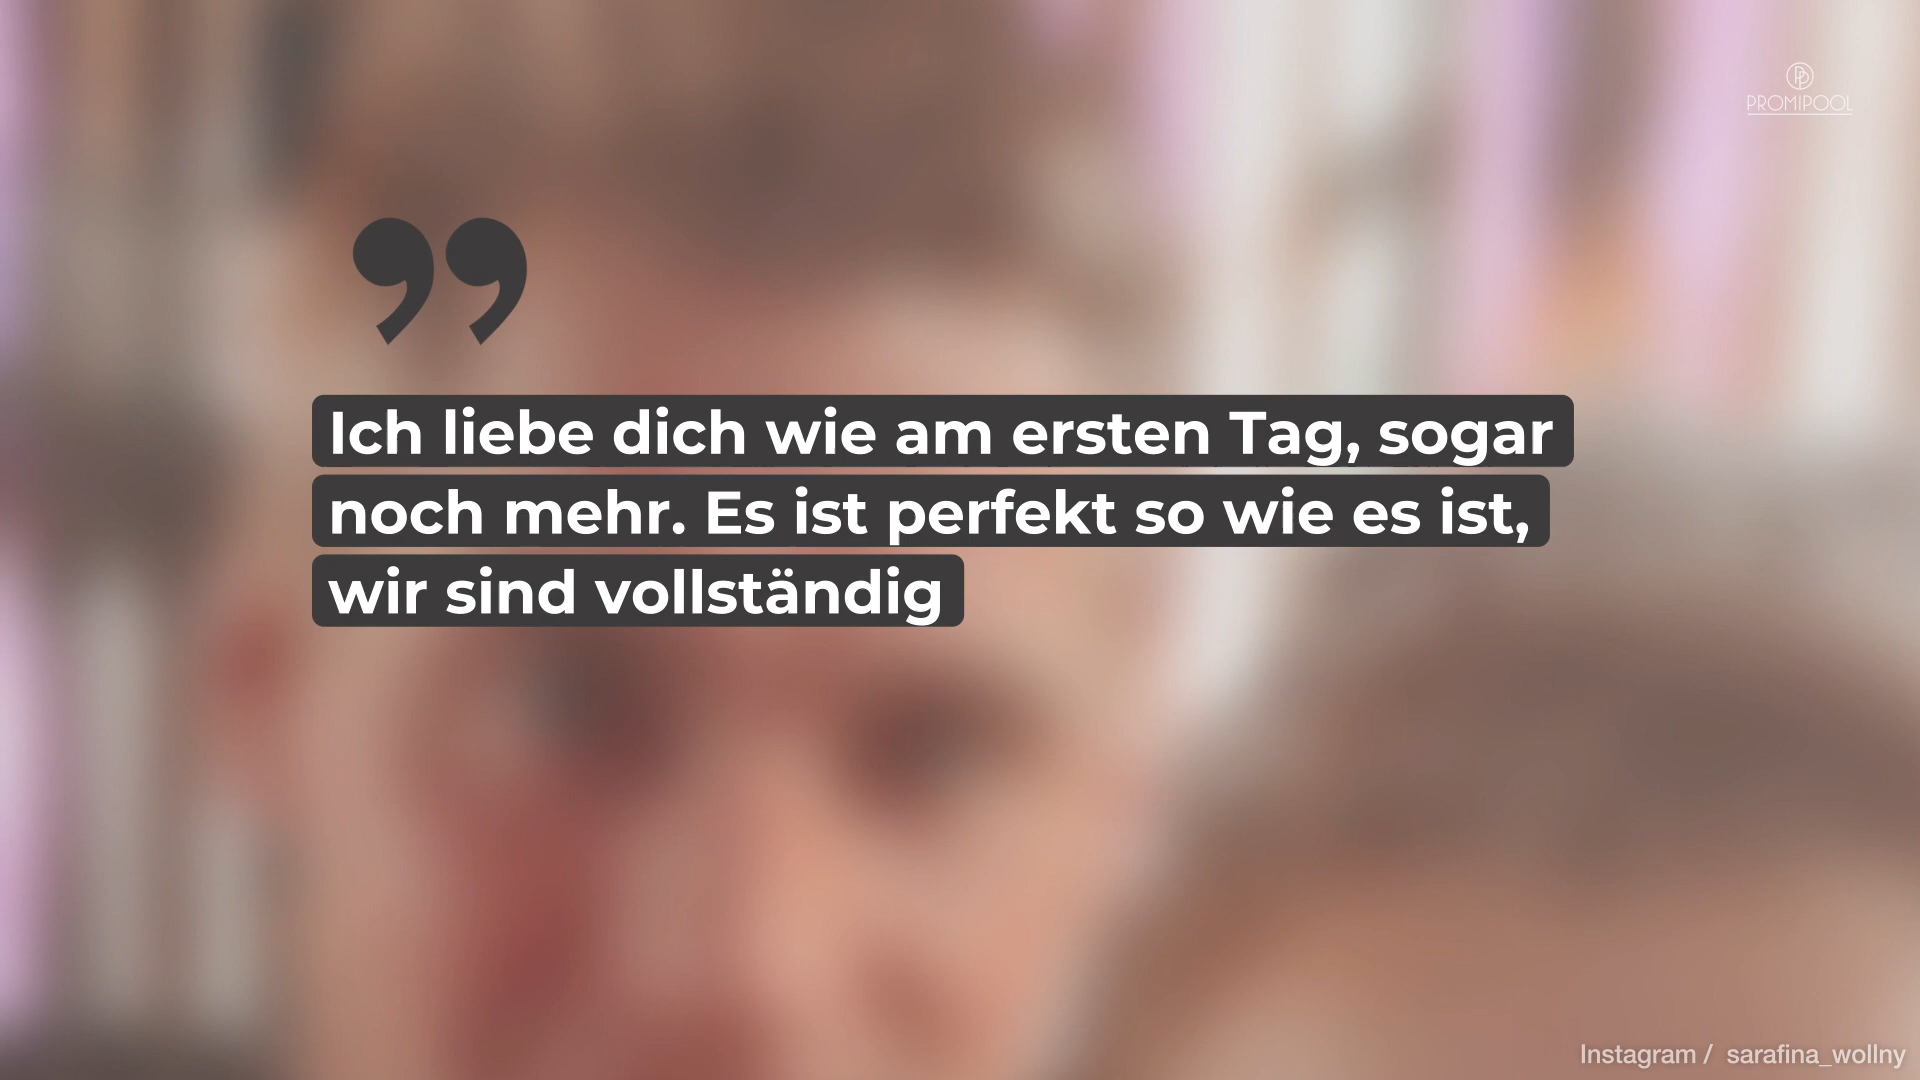 PROMIPOOL
”
Ich liebe dich wie am ersten Tag, sogar
noch mehr. Es ist perfekt so wie es ist,
wir sind vollständig
Instagram / sarafina_wollny